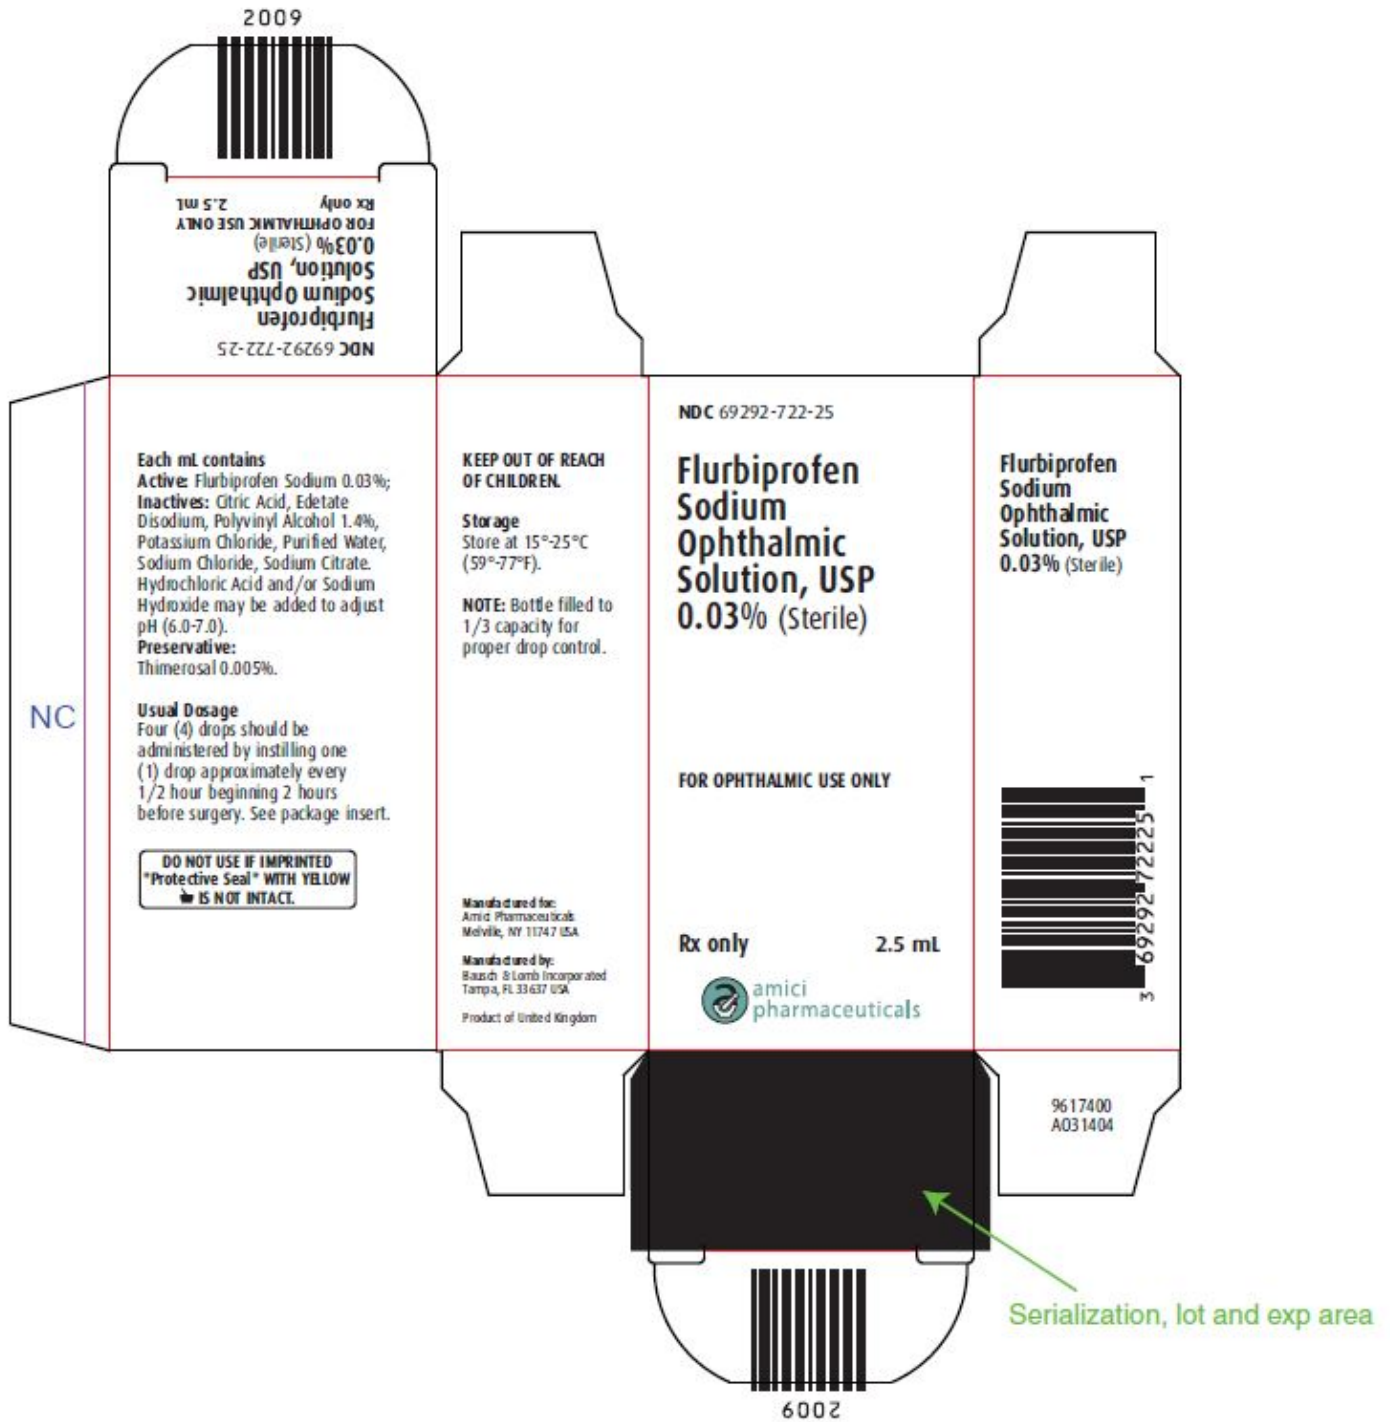 2009
NDC 69292-722-25
Flurbiprofen
Sodium Ophthalmic
Solution, USP
0.03% (Sterile)
FOR OPHTHALMIC USE ONLY
Rx only 2.5 mL
NC
Each mL contains
Active: Flurbiprofen Sodium 0.03%;
Inactives: Citric Acid, Edetate
Disodium, Polyvinyl Alcohol 1.4%,
Potassium Chloride, Purified Water,
Sodium Chloride, Sodium Citrate.
Hydrochloric Acid and/or Sodium
Hydroxide may be added to adjust
pH (6.0-7.0).
Preservative:
Thimerosal 0.005%.
Usual Dosage
Four (4) drops should be
administered by instilling one
(1) drop approximately every
1/2 hour beginning 2 hours
before surgery. See package insert.
DO NOT USE IF IMPRINTED
"Protective Seal" WITH YELLOW
IS NOT INTACT.
KEEP OUT OF REACH
OF CHILDREN.
Storage
Store at 15°-25°C
(59°-77°F).
NOTE: Bottle filled to
1/3 capacity for
proper drop control.
Manufactured for:
Amici Pharmaceuticals
Melville, NY 11747 USA
Manufactured by:
Bausch & Lomb Incorporated
Tampa, FL 33637 USA
Product of United Kingdom
NDC 69292-722-25
Flurbiprofen
Sodium
Ophthalmic
Solution, USP
0.03% (Sterile)
FOR OPHTHALMIC USE ONLY
Rx only 2.5 mL
amici
pharmaceuticals
Flurbiprofen
Sodium
Ophthalmic
Solution, USP
0.03% (Sterile)
3 69292 72225 1
9617400
AO31404
Serialization, lot and exp area
2009